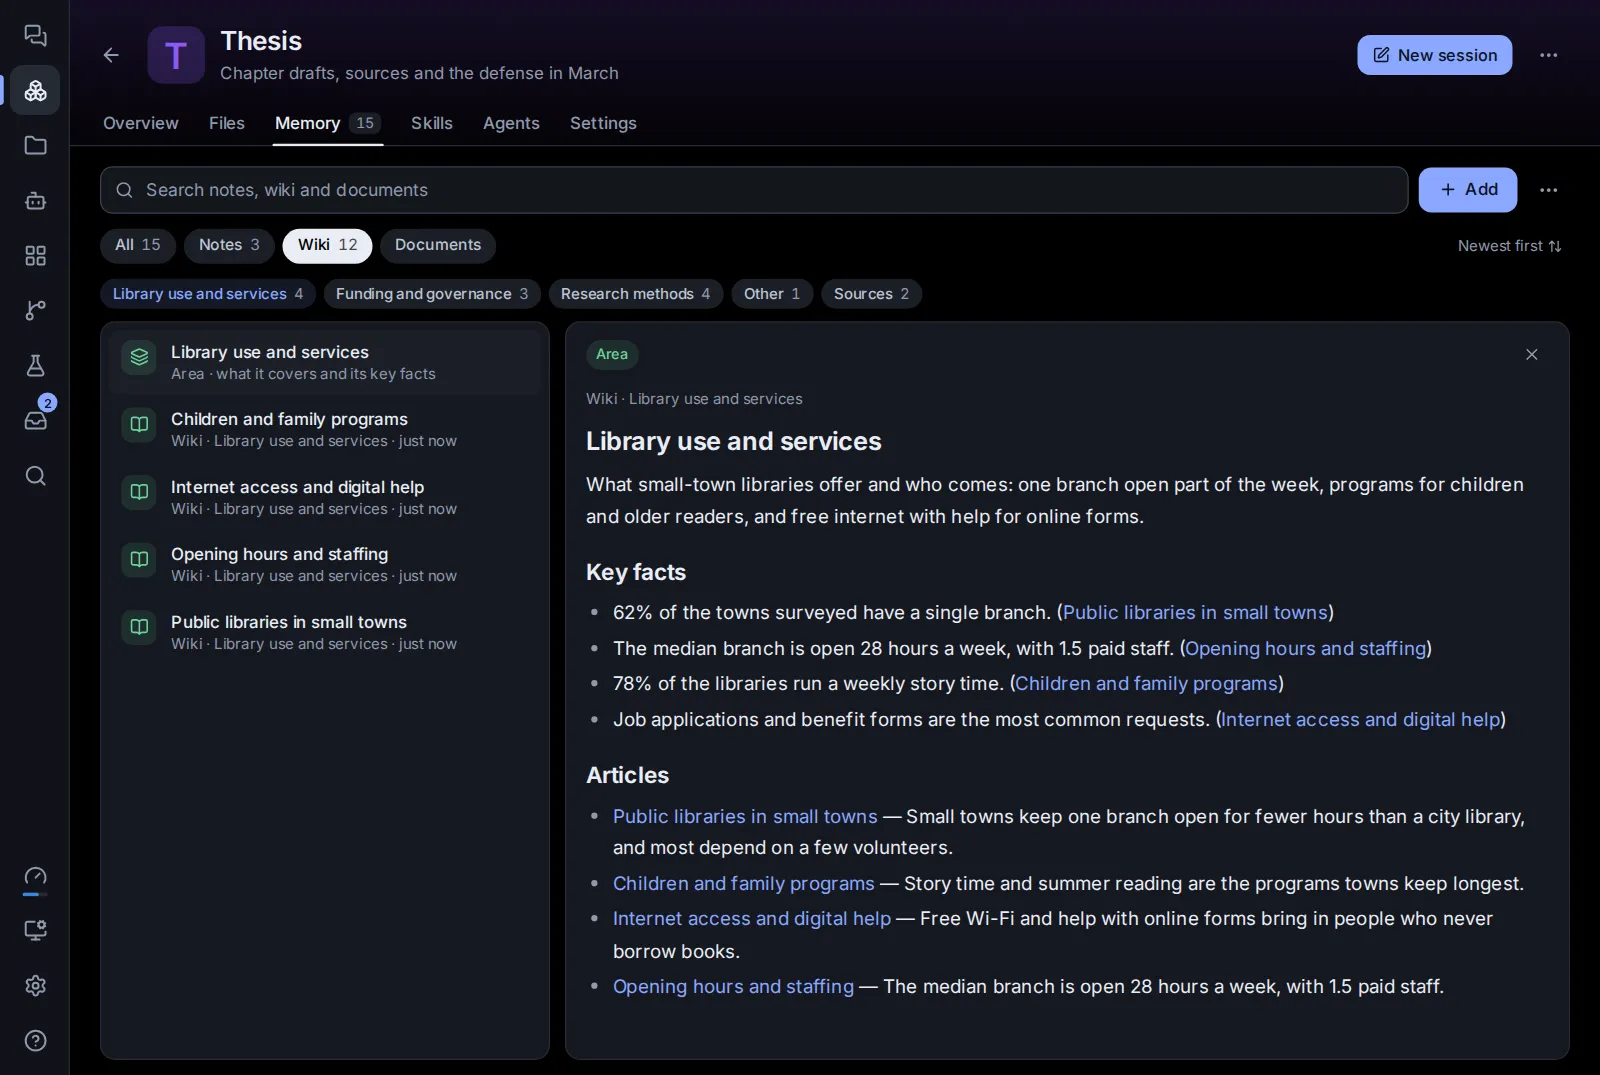 T
Thesis
Chapter drafts, sources and the defense in March
New session
Overview
Files
Memory 15
Skills
Agents
Settings
Search notes, wiki and documents
Add
All 15
Notes 3
Wiki 12
Documents
Newest first
Library use and services 4
Funding and governance 3
Research methods 4
Other 1
Sources 2
2
Library use and services
Area · what it covers and its key facts
Children and family programs
Wiki · Library use and services · just now
Internet access and digital help
Wiki · Library use and services · just now
Opening hours and staffing
Wiki · Library use and services · just now
Public libraries in small towns
Wiki · Library use and services · just now
Area
Wiki · Library use and services
Library use and services
What small-town libraries offer and who comes: one branch open part of the week, programs for children
and older readers, and free internet with help for online forms.
Key facts
62% of the towns surveyed have a single branch. (Public libraries in small towns)
The median branch is open 28 hours a week, with 1.5 paid staff. (Opening hours and staffing)
78% of the libraries run a weekly story time. (Children and family programs)
Job applications and benefit forms are the most common requests. (Internet access and digital help)
Articles
Public libraries in small towns — Small towns keep one branch open for fewer hours than a city library,
and most depend on a few volunteers.
Children and family programs — Story time and summer reading are the programs towns keep longest.
Internet access and digital help — Free Wi-Fi and help with online forms bring in people who never
borrow books.
Opening hours and staffing — The median branch is open 28 hours a week, with 1.5 paid staff.